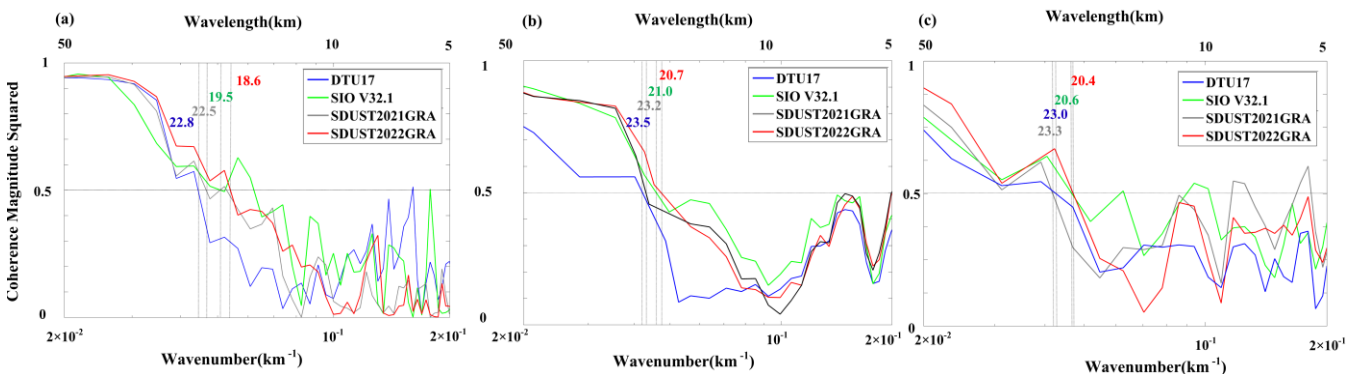 (a)
Wavelength(km)
50
10
5
1
0.5
0
Coherence Magnitude Squared
DTU17
SIO V32.1
SDUST2021GRA
SDUST2022GRA
18.6
19.5
22.5
22.8
2×10⁻²
10⁻¹
2×10⁻¹
Wavenumber(km⁻¹)
(b)
Wavelength(km)
50
10
5
1
0.5
0
DTU17
SIO V32.1
SDUST2021GRA
SDUST2022GRA
20.7
21.0
23.2
23.5
2×10⁻²
10⁻¹
2×10⁻¹
Wavenumber(km⁻¹)
(c)
Wavelength(km)
50
10
5
1
0.5
0
DTU17
SIO V32.1
SDUST2021GRA
SDUST2022GRA
20.4
20.6
23.0
23.3
2×10⁻²
10⁻¹
2×10⁻¹
Wavenumber(km⁻¹)